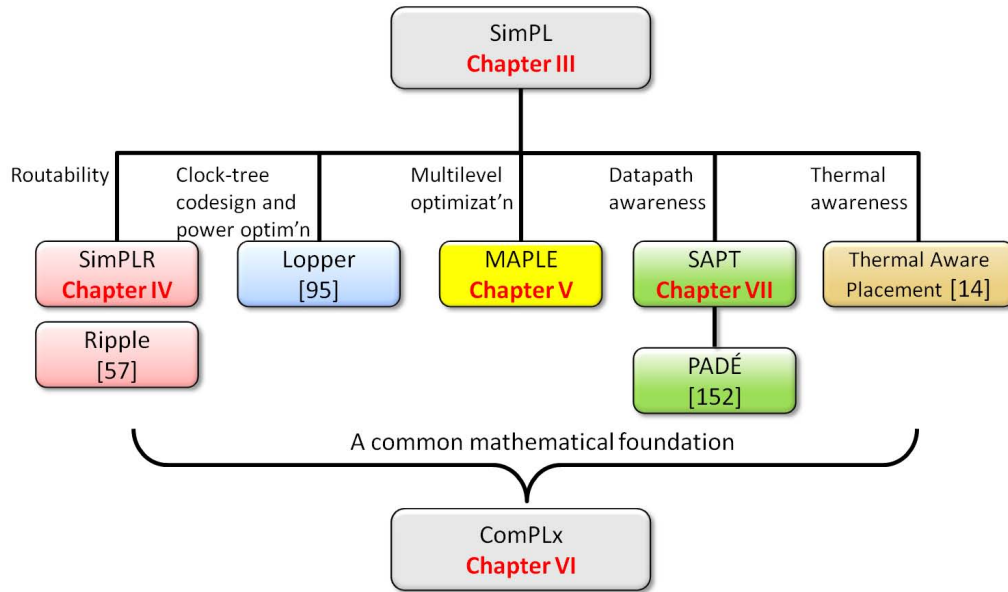 SimPL
Chapter III
Routability
Clock-tree
codesign and
power optim’n
Multilevel
optimizat’n
Datapath
awareness
Thermal
awareness
SimPLR
Chapter IV
Lopper
[95]
MAPLE
Chapter V
SAPT
Chapter VII
Thermal Aware
Placement [14]
Ripple
[57]
PADÉ
[152]
A common mathematical foundation
ComPLx
Chapter VI